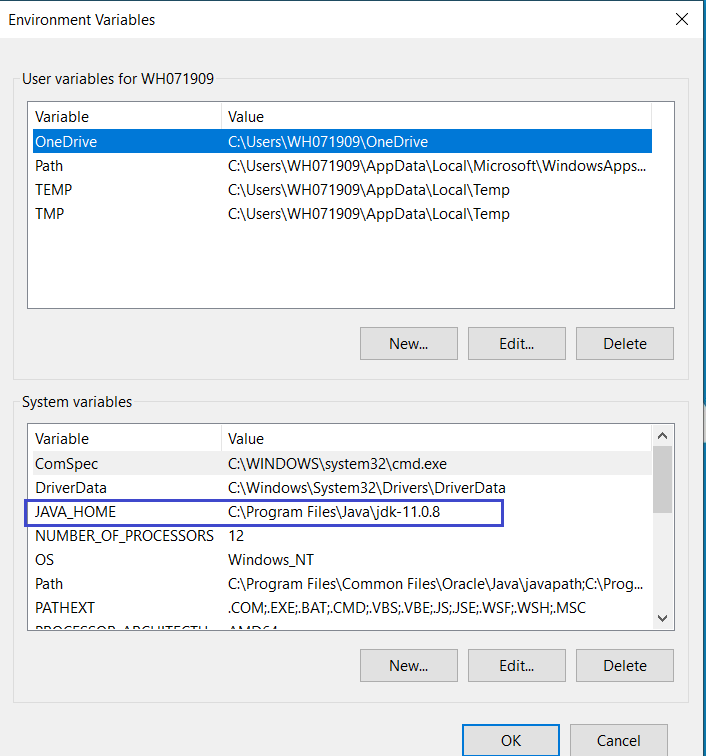 Environment Variables
User variables for WH071909
Variable Value
OneDrive C:\Users\WH071909\OneDrive
Path C:\Users\WH071909\AppData\Local\Microsoft\WindowsApps...
TEMP C:\Users\WH071909\AppData\Local\Temp
TMP C:\Users\WH071909\AppData\Local\Temp
New... Edit... Delete
System variables
Variable Value
ComSpec C:\WINDOWS\system32\cmd.exe
DriverData C:\Windows\System32\Drivers\DriverData
JAVA_HOME C:\Program Files\Java\jdk-11.0.8
NUMBER_OF_PROCESSORS 12
OS Windows_NT
Path C:\Program Files\Common Files\Oracle\Java\javapath;C:\Prog...
PATHEXT .COM;.EXE;.BAT;.CMD;.VBS;.VBE;.JS;.JSE;.WSF;.WSH;.MSC
PROCESSOR_ARCHITECTU... AMD64
New... Edit... Delete
OK Cancel